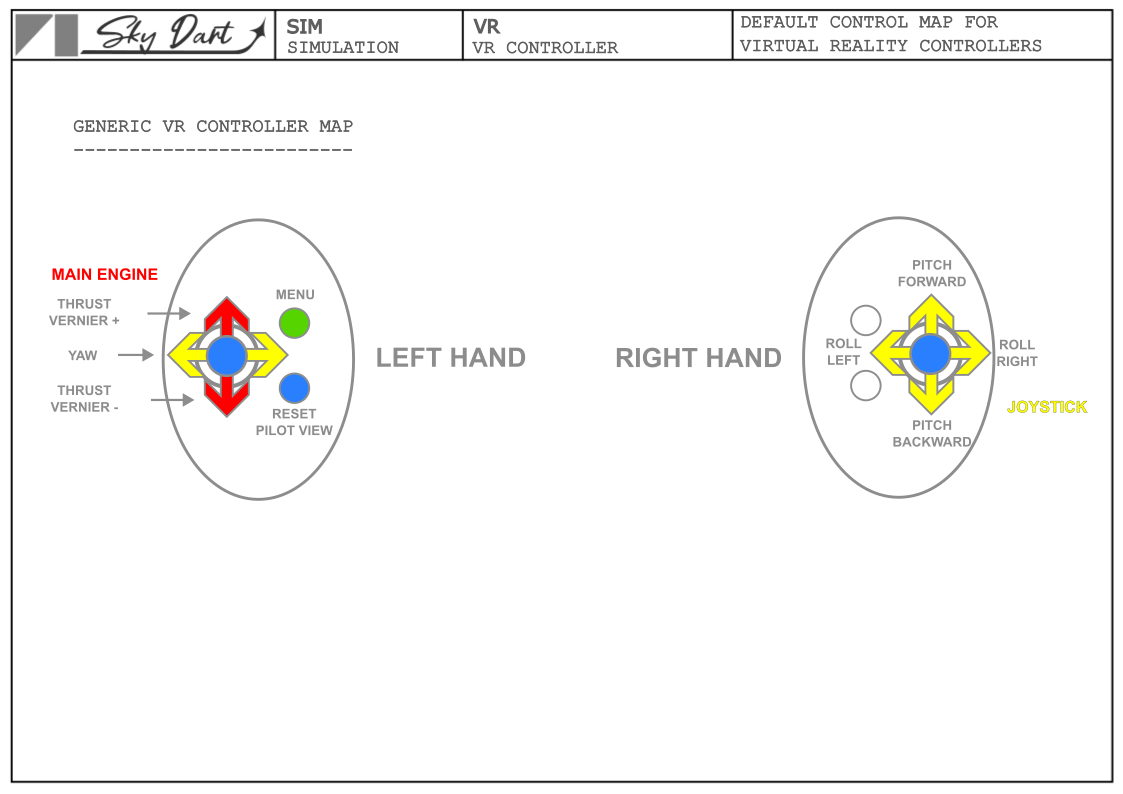 Sky Dart
SIM
SIMULATION
VR
VR CONTROLLER
DEFAULT CONTROL MAP FOR
VIRTUAL REALITY CONTROLLERS
GENERIC VR CONTROLLER MAP
-------------------------
MAIN ENGINE
THRUST
VERNIER +
YAW
THRUST
VERNIER -
MENU
RESET
PILOT VIEW
LEFT HAND
RIGHT HAND
PITCH
FORWARD
ROLL
LEFT
ROLL
RIGHT
JOYSTICK
PITCH
BACKWARD